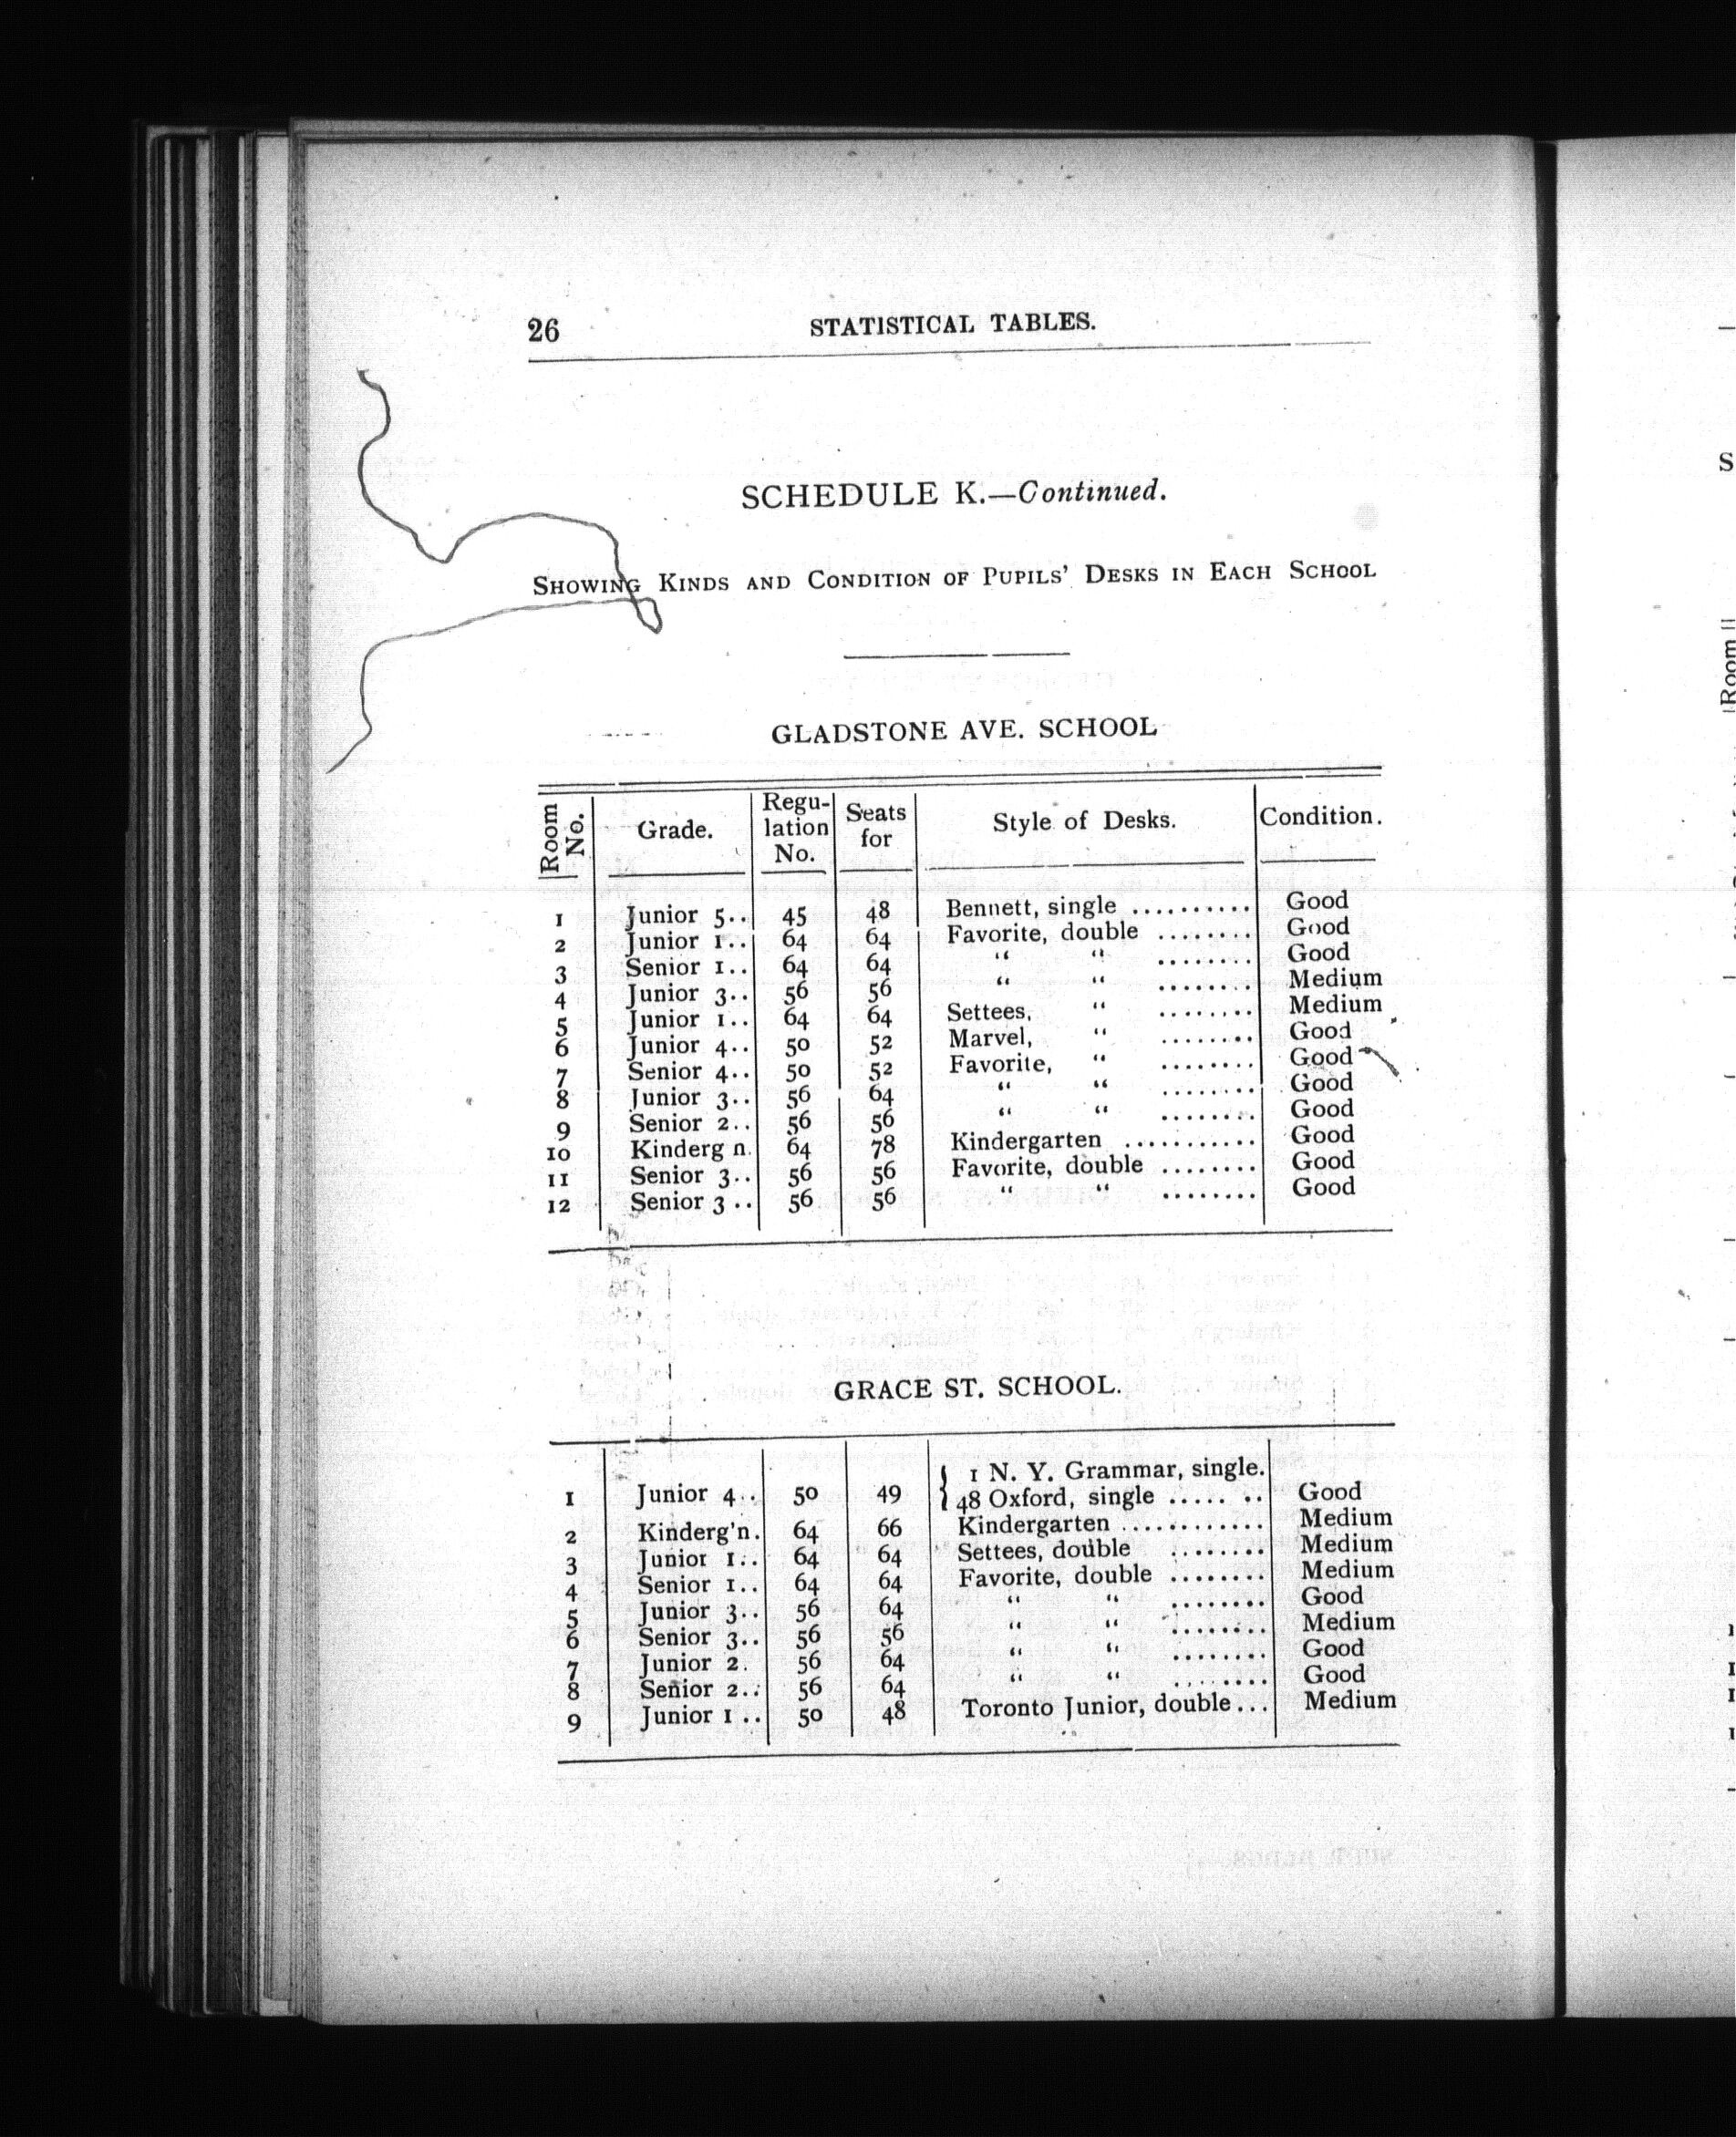 26 STATISTICAL TABLES.
SCHEDULE K.—Continued.
SHOWING KINDS AND CONDITION OF PUPILS' DESKS IN EACH SCHOOL
GLADSTONE AVE. SCHOOL
Room No. Grade. Regu-lation No. Seats for Style of Desks. Condition.
1 Junior 5.. 45 48 Bennett, single .......... Good
2 Junior 1.. 64 64 Favorite, double ........ Good
3 Senior 1.. 64 64 “ “ ........ Good
4 Junior 3.. 56 56 “ “ ........ Medium
5 Junior 1.. 64 64 Settees, “ ........ Medium
6 Junior 4.. 50 52 Marvel, “ ........ Good
7 Senior 4.. 50 52 Favorite, “ ........ Good
8 Junior 3.. 56 64 “ “ ........ Good
9 Senior 2.. 56 56 “ “ ........ Good
10 Kinderg n. 64 78 Kindergarten ........... Good
11 Senior 3.. 56 56 Favorite, double ........ Good
12 Senior 3 .. 56 56 “ “ ........ Good
GRACE ST. SCHOOL.
1 N. Y. Grammar, single.
1 Junior 4.. 50 49 48 Oxford, single ..... .. Good
2 Kinderg'n. 64 66 Kindergarten ............ Medium
3 Junior 1.. 64 64 Settees, double ........ Medium
4 Senior 1.. 64 64 Favorite, double ........ Medium
5 Junior 3.. 56 64 “ “ ........ Good
6 Senior 3.. 56 56 “ “ ........ Medium
7 Junior 2. 56 64 “ “ ........ Good
8 Senior 2.. 56 64 “ “ ........ Good
9 Junior 1 .. 50 48 Toronto Junior, double ... Medium
S
Room